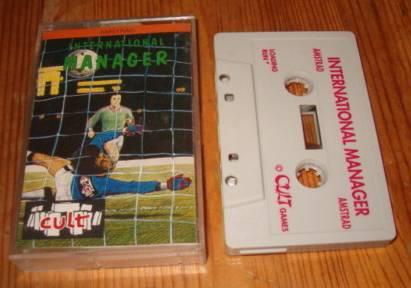 AMSTRAD
INTERNATIONAL
MANAGER
cult
INTERNATIONAL MANAGER
AMSTRAD
AMSTRAD
LOADING
RUN"
© CULT GAMES